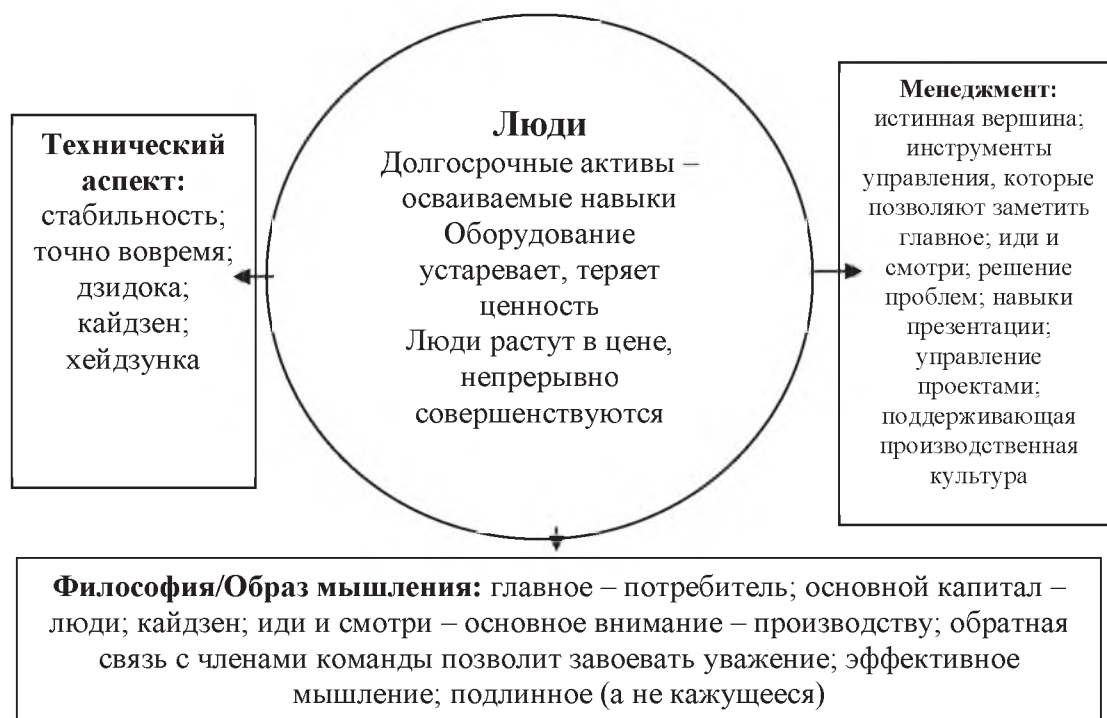 Технический
аспект:
стабильность;
точно вовремя;
дзидока;
кайдзен;
хейдзунка
Люди
Долгосрочные активы –
осваиваемые навыки
Оборудование
устаревает, теряет
ценность
Люди растут в цене,
непрерывно
совершенствуются
Менеджмент:
истинная вершина;
инструменты
управления, которые
позволяют заметить
главное; иди и
смотри; решение
проблем; навыки
презентации;
управление
проектами;
поддерживающая
производственная
культура
Философия/Образ мышления: главное – потребитель; основной капитал –
люди; кайдзен; иди и смотри – основное внимание – производству; обратная
связь с членами команды позволит завоевать уважение; эффективное
мышление; подлинное (а не кажущееся)